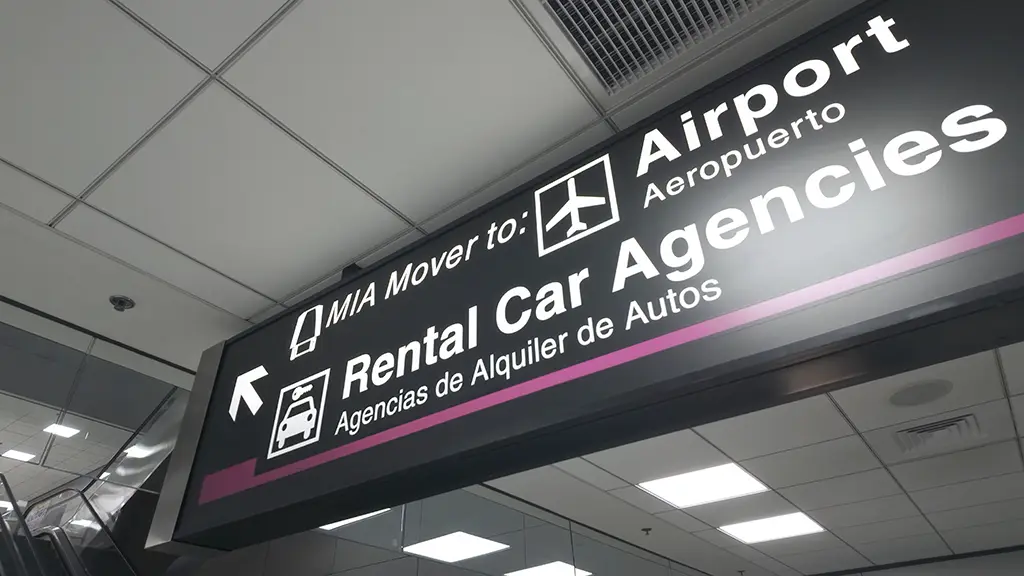 MIA Mover to: Airport
Aeropuerto
Rental Car Agencies
Agencias de Alquiler de Autos